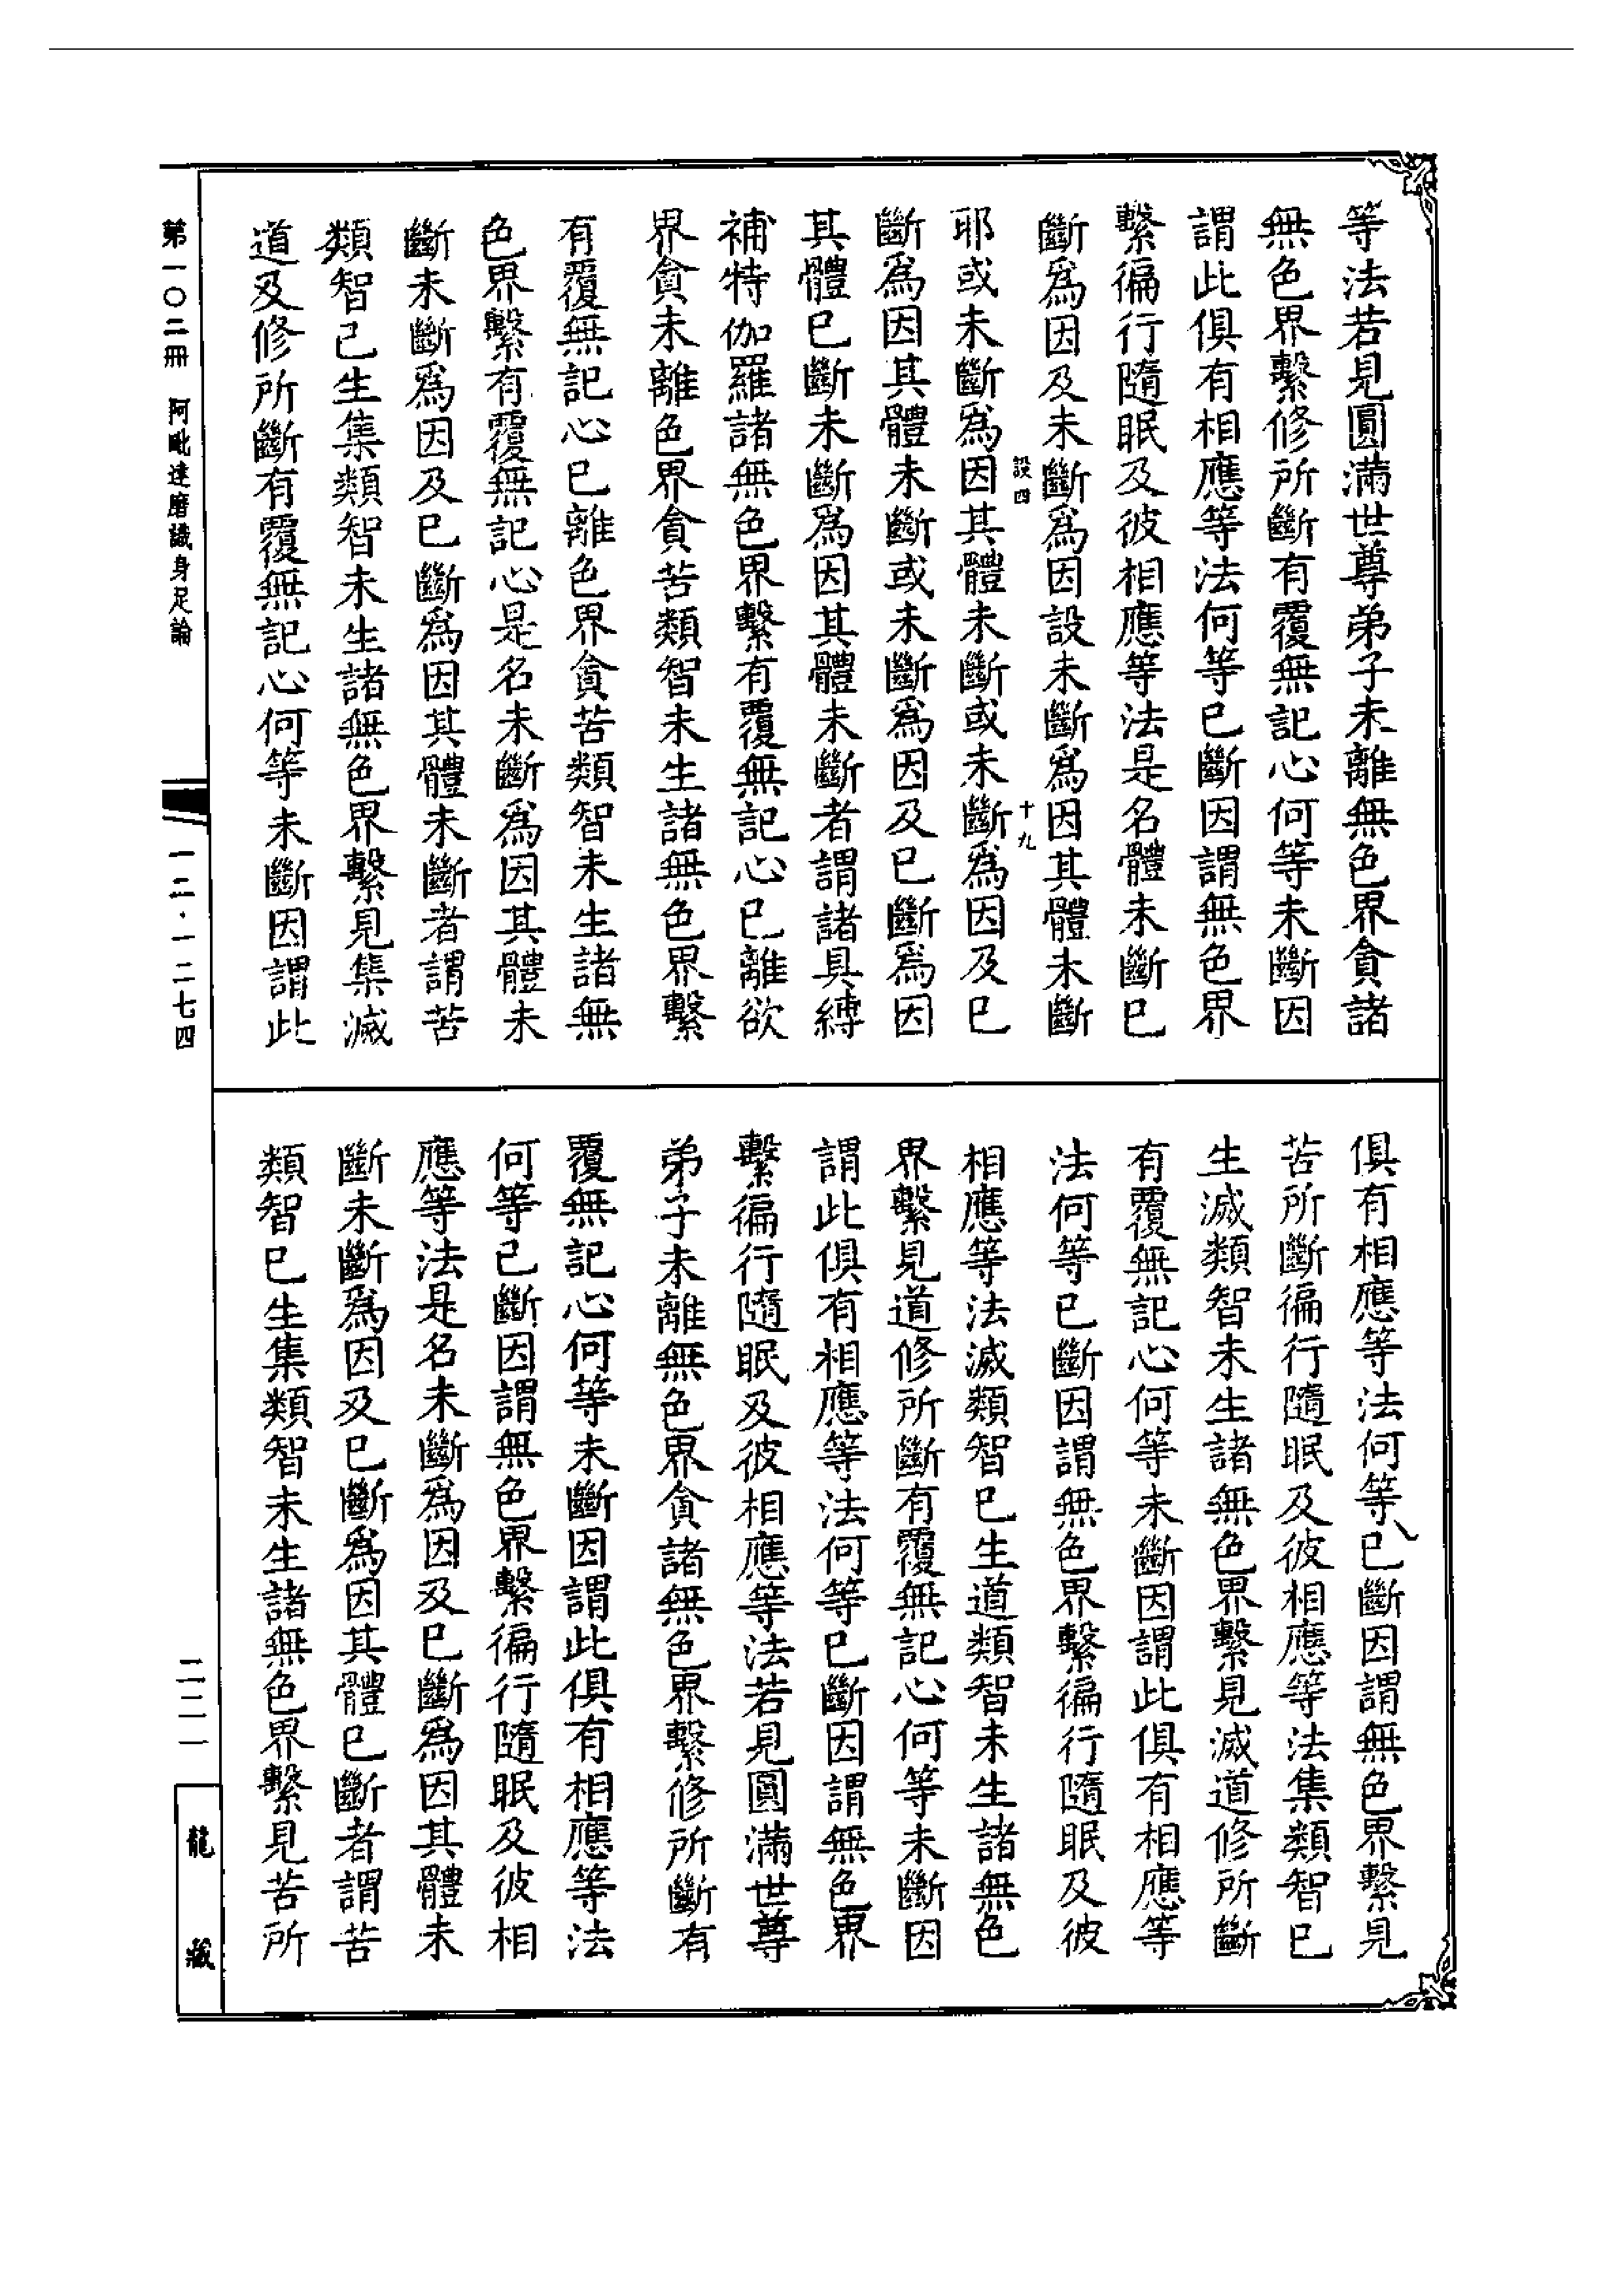 等法若見圓滿世尊弟子未離無色界貪諸
無色界繫修所斷有覆無記心何等未斷因
謂此俱有相應等法何等已斷因謂無色界
繫徧行隨眠及彼相應等法是名體未斷已
斷爲因及未斷爲因設未斷爲因其體未斷
設四
十九
耶或未斷爲因其體未斷或未斷爲因及已
斷爲因其體未斷或未斷爲因及已斷爲因
其體已斷未斷爲因其體未斷者謂諸具縛
補特伽羅諸無色界繫有覆無記心已離欲
界貪未離色界貪苦類智未生諸無色界繫
有覆無記心已離色界貪苦類智未生諸無
色界繫有覆無記心是名未斷爲因其體未
斷未斷爲因及已斷爲因其體未斷者謂苦
類智已生集類智未生諸無色界繫見集滅
道及修所斷有覆無記心何等未斷因謂此
俱有相應等法何等已斷因謂無色界繫見
苦所斷徧行隨眠及彼相應等法集類智已
生滅類智未生諸無色界繫見滅道修所斷
有覆無記心何等未斷因謂此俱有相應等
法何等已斷因謂無色界繫徧行隨眠及彼
相應等法滅類智已生道類智未生諸無色
界繫見道修所斷有覆無記心何等未斷因
謂此俱有相應等法何等已斷因謂無色界
繫徧行隨眠及彼相應等法若見圓滿世尊
弟子未離無色界貪諸無色界繫修所斷有
覆無記心何等未斷因謂此俱有相應等法
何等已斷因謂無色界繫徧行隨眠及彼相
應等法是名未斷爲因及已斷爲因其體未
斷未斷爲因及已斷爲因其體已斷者謂苦
類智已生集類智未生諸無色界繫見苦所
第一〇二冊 阿毗達磨識身足論
一二·一二七四
二二一
龍藏